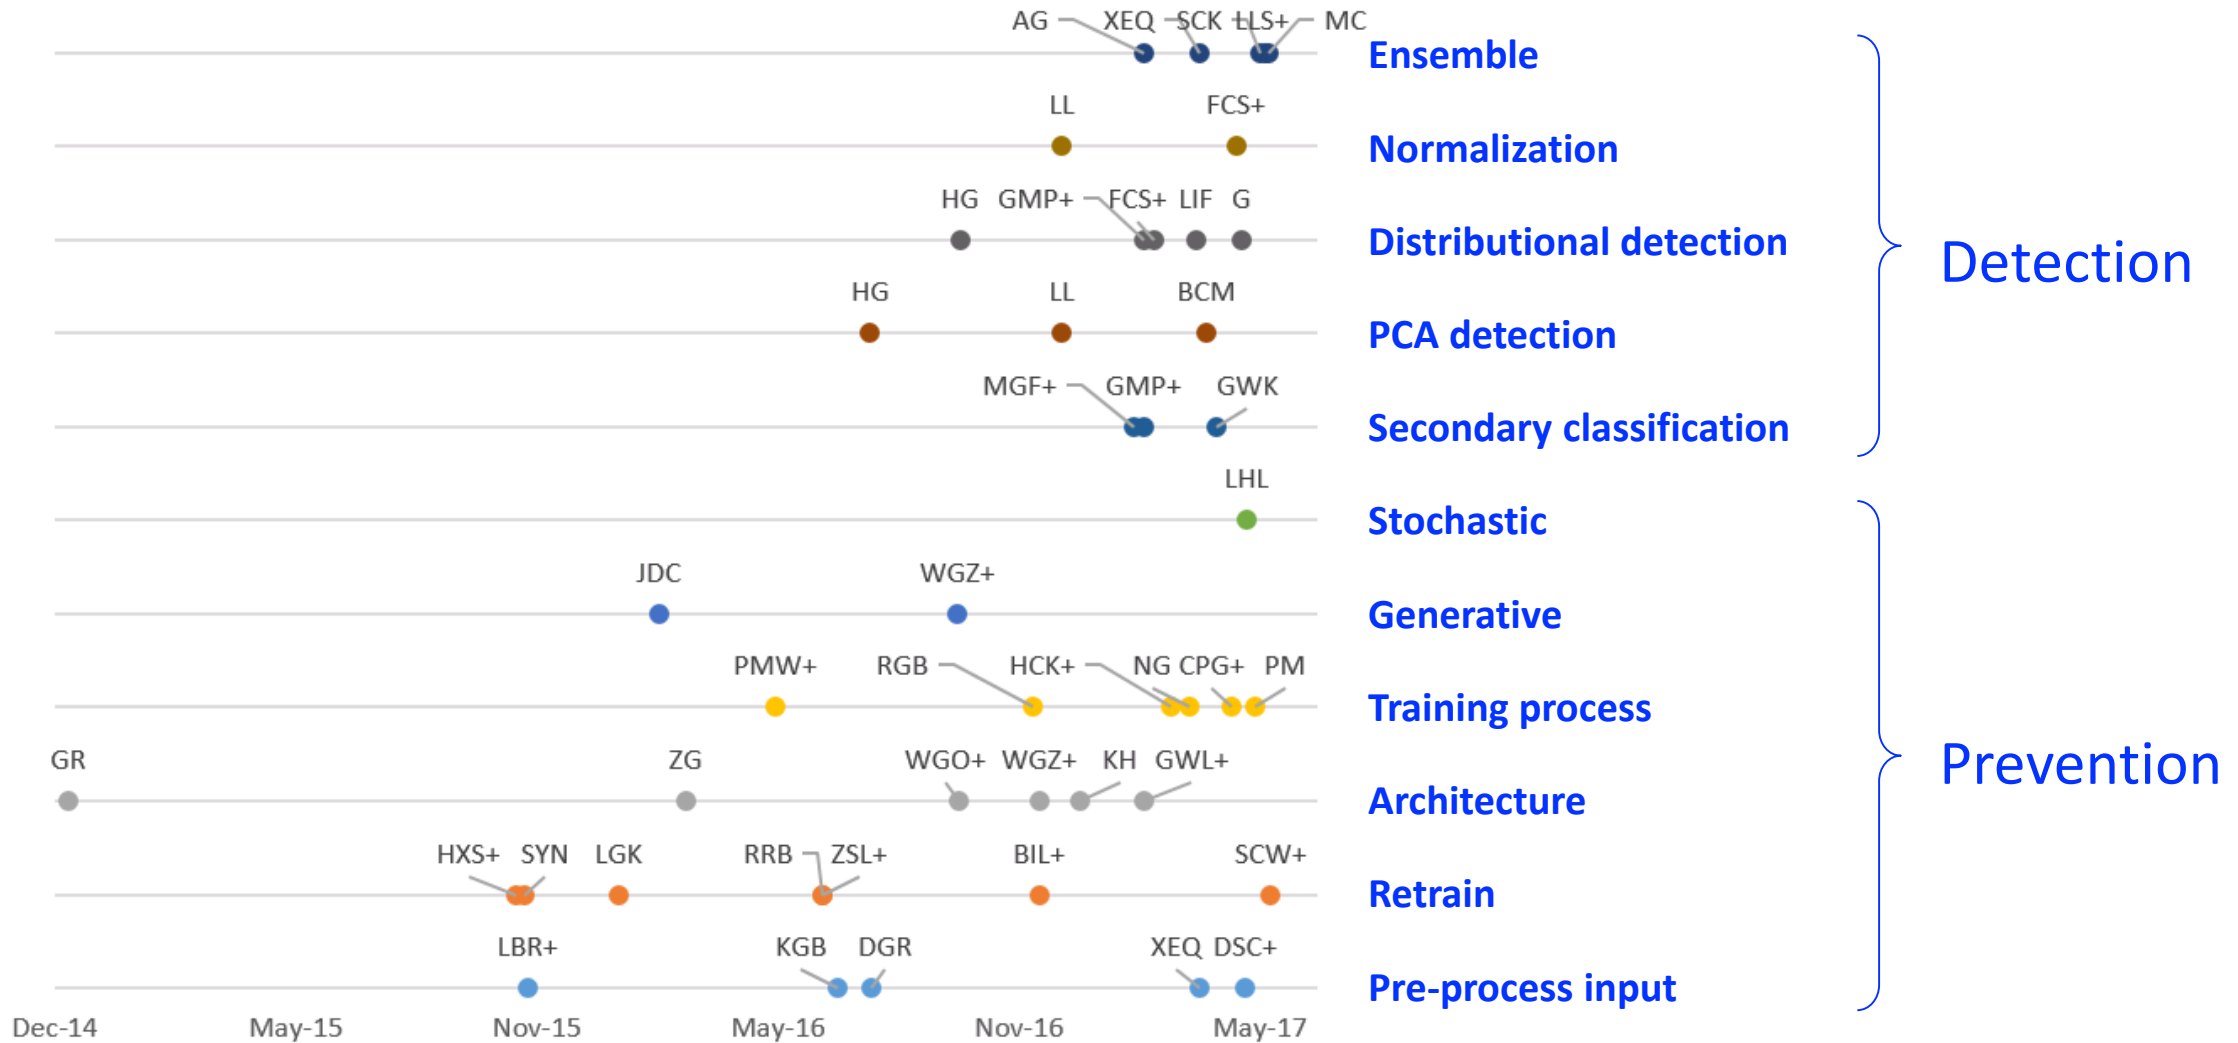 AG XEQ SCK LLS+ MC
Ensemble
LL FCS+
Normalization
HG GMP+ FCS+ LIF G
Distributional detection
Detection
HG LL BCM
PCA detection
MGF+ GMP+ GWK
Secondary classification
LHL
Stochastic
JDC WGZ+
Generative
PMW+ RGB HCK+ NG CPG+ PM
Training process
Prevention
GR ZG WGO+ WGZ+ KH GWL+
Architecture
HXS+ SYN LGK RRB ZSL+ BIL+ SCW+
Retrain
LBR+ KGB DGR XEQ DSC+
Pre-process input
Dec-14 May-15 Nov-15 May-16 Nov-16 May-17